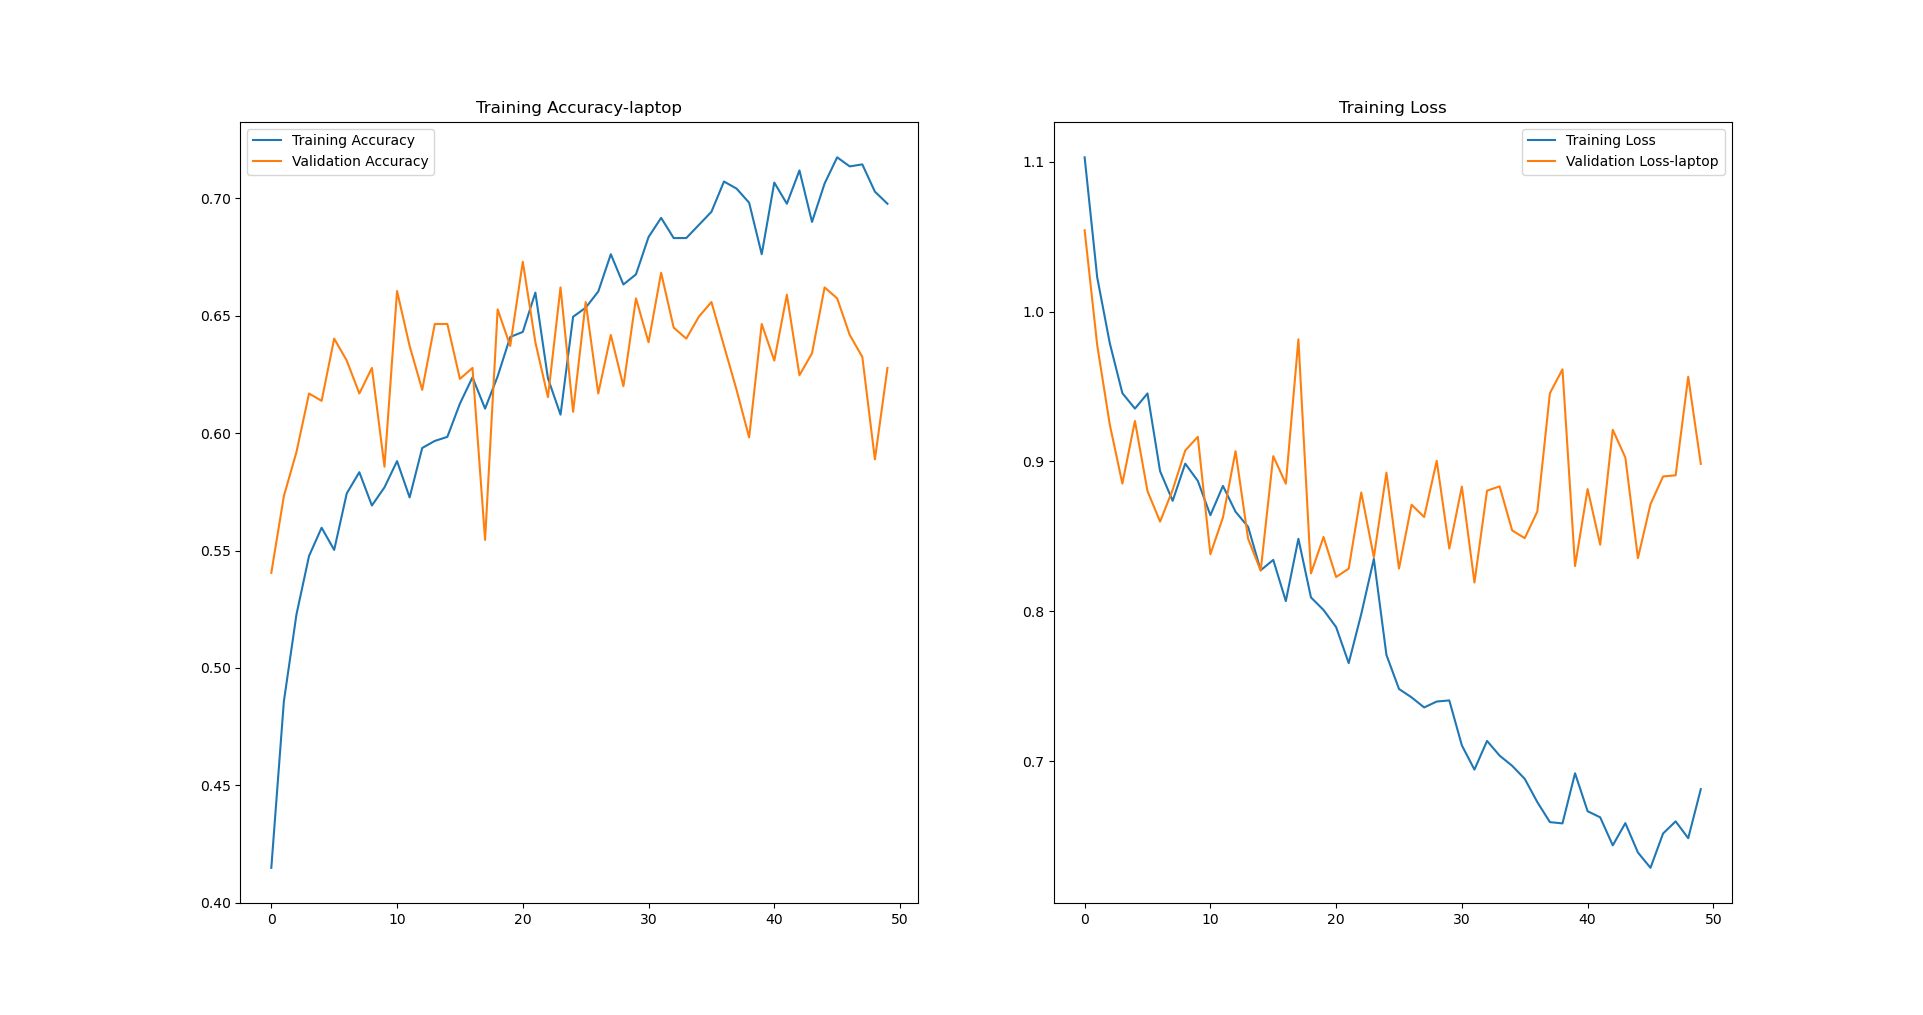 Training Accuracy-laptop
Training Accuracy
Validation Accuracy
0.70
0.65
0.60
0.55
0.50
0.45
0.40
0 10 20 30 40 50
Training Loss
Training Loss
Validation Loss-laptop
1.1
1.0
0.9
0.8
0.7
0 10 20 30 40 50